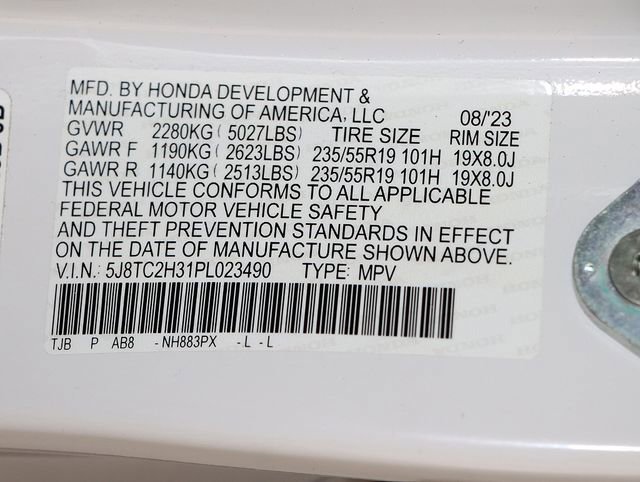 MFD. BY HONDA DEVELOPMENT &
MANUFACTURING OF AMERICA, LLC 08/'23
GVWR 2280KG ( 5027LBS) TIRE SIZE RIM SIZE
GAWR F 1190KG ( 2623LBS) 235/55R19 101H 19X8.0J
GAWR R 1140KG ( 2513LBS) 235/55R19 101H 19X8.0J
THIS VEHICLE CONFORMS TO ALL APPLICABLE
FEDERAL MOTOR VEHICLE SAFETY
AND THEFT PREVENTION STANDARDS IN EFFECT
ON THE DATE OF MANUFACTURE SHOWN ABOVE.
V.I.N.: 5J8TC2H31PL023490 TYPE: MPV
TJB P AB8 - NH883PX - L - L